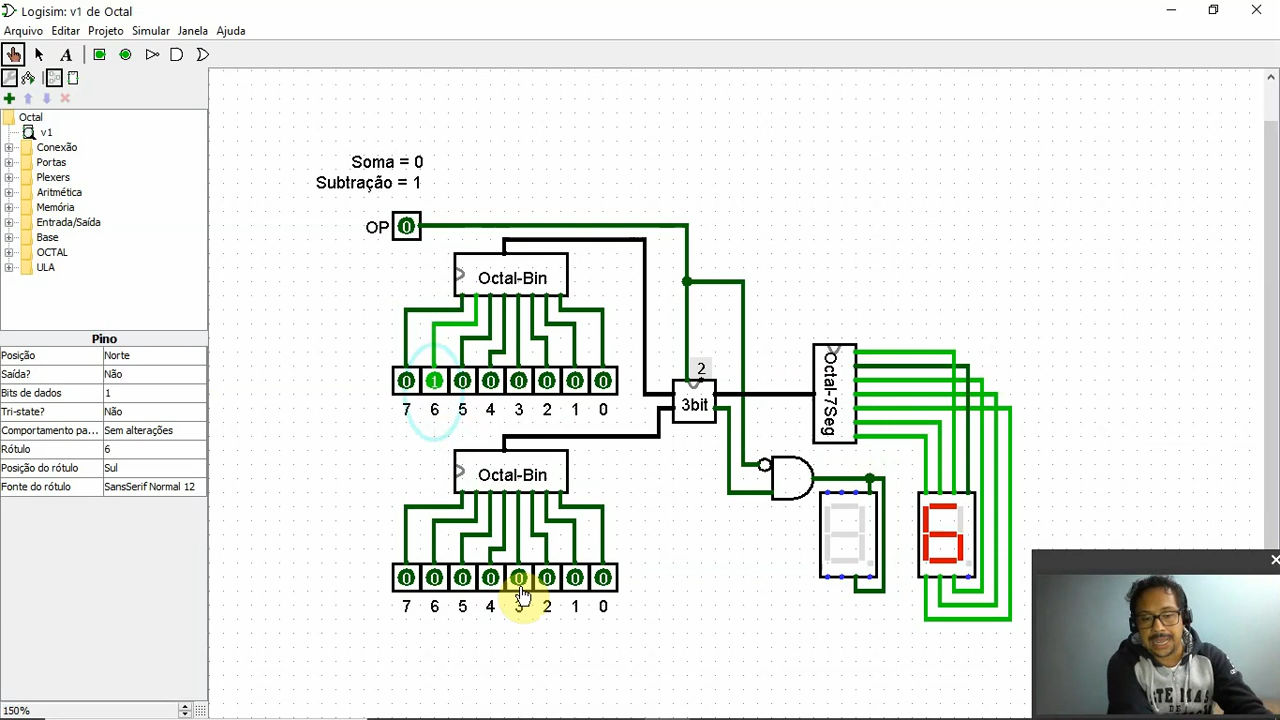 Logisim: v1 de Octal
Arquivo Editar Projeto Simular Janela Ajuda
A
Octal
v1
Conexão
Portas
Plexers
Aritmética
Memória
Entrada/Saída
Base
OCTAL
ULA
Pino
Posição Norte
Saída? Não
Bits de dados 1
Tri-state? Não
Comportamento pa... Sem alterações
Rótulo 6
Posição do rótulo Sul
Fonte do rótulo SansSerif Normal 12
150%
Soma = 0
Subtração = 1
OP 0
Octal-Bin
0 1 0 0 0 0 0 0
7 6 5 4 3 2 1 0
2
3bit
Octal-7Seg
Octal-Bin
0 0 0 0 0 0 0 0
7 6 5 4 3 2 1 0
6